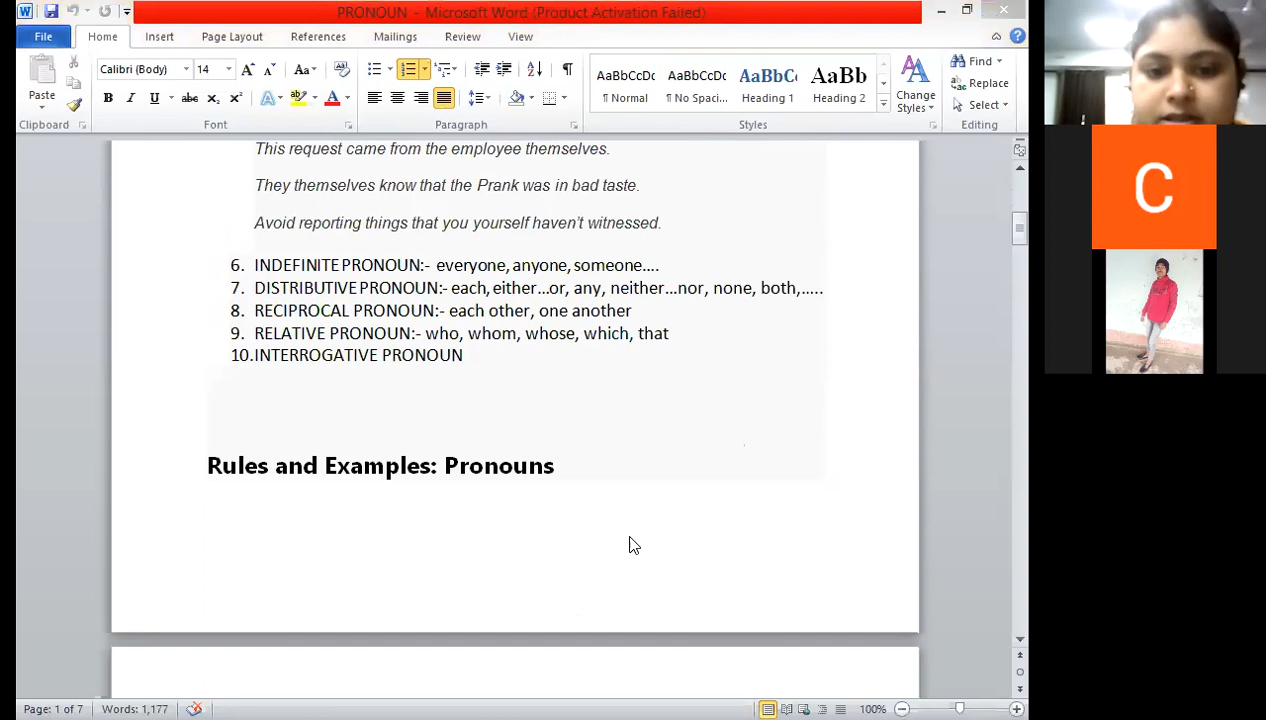 PRONOUN - Microsoft Word (Product Activation Failed)
File Home Insert Page Layout References Mailings Review View
Calibri (Body) 14
Paste
AaBbCcDc AaBbCcDc AaBbCc AaBb
¶ Normal ¶ No Spaci... Heading 1 Heading 2
Change Styles
Find
Replace
Select
Clipboard Font Paragraph Styles Editing
This request came from the employee themselves.
They themselves know that the Prank was in bad taste.
Avoid reporting things that you yourself haven't witnessed.
6. INDEFINITE PRONOUN:- everyone, anyone, someone....
7. DISTRIBUTIVE PRONOUN:- each, either...or, any, neither...nor, none, both,.....
8. RECIPROCAL PRONOUN:- each other, one another
9. RELATIVE PRONOUN:- who, whom, whose, which, that
10.INTERROGATIVE PRONOUN
Rules and Examples: Pronouns
C
Page: 1 of 7 Words: 1,177 100%